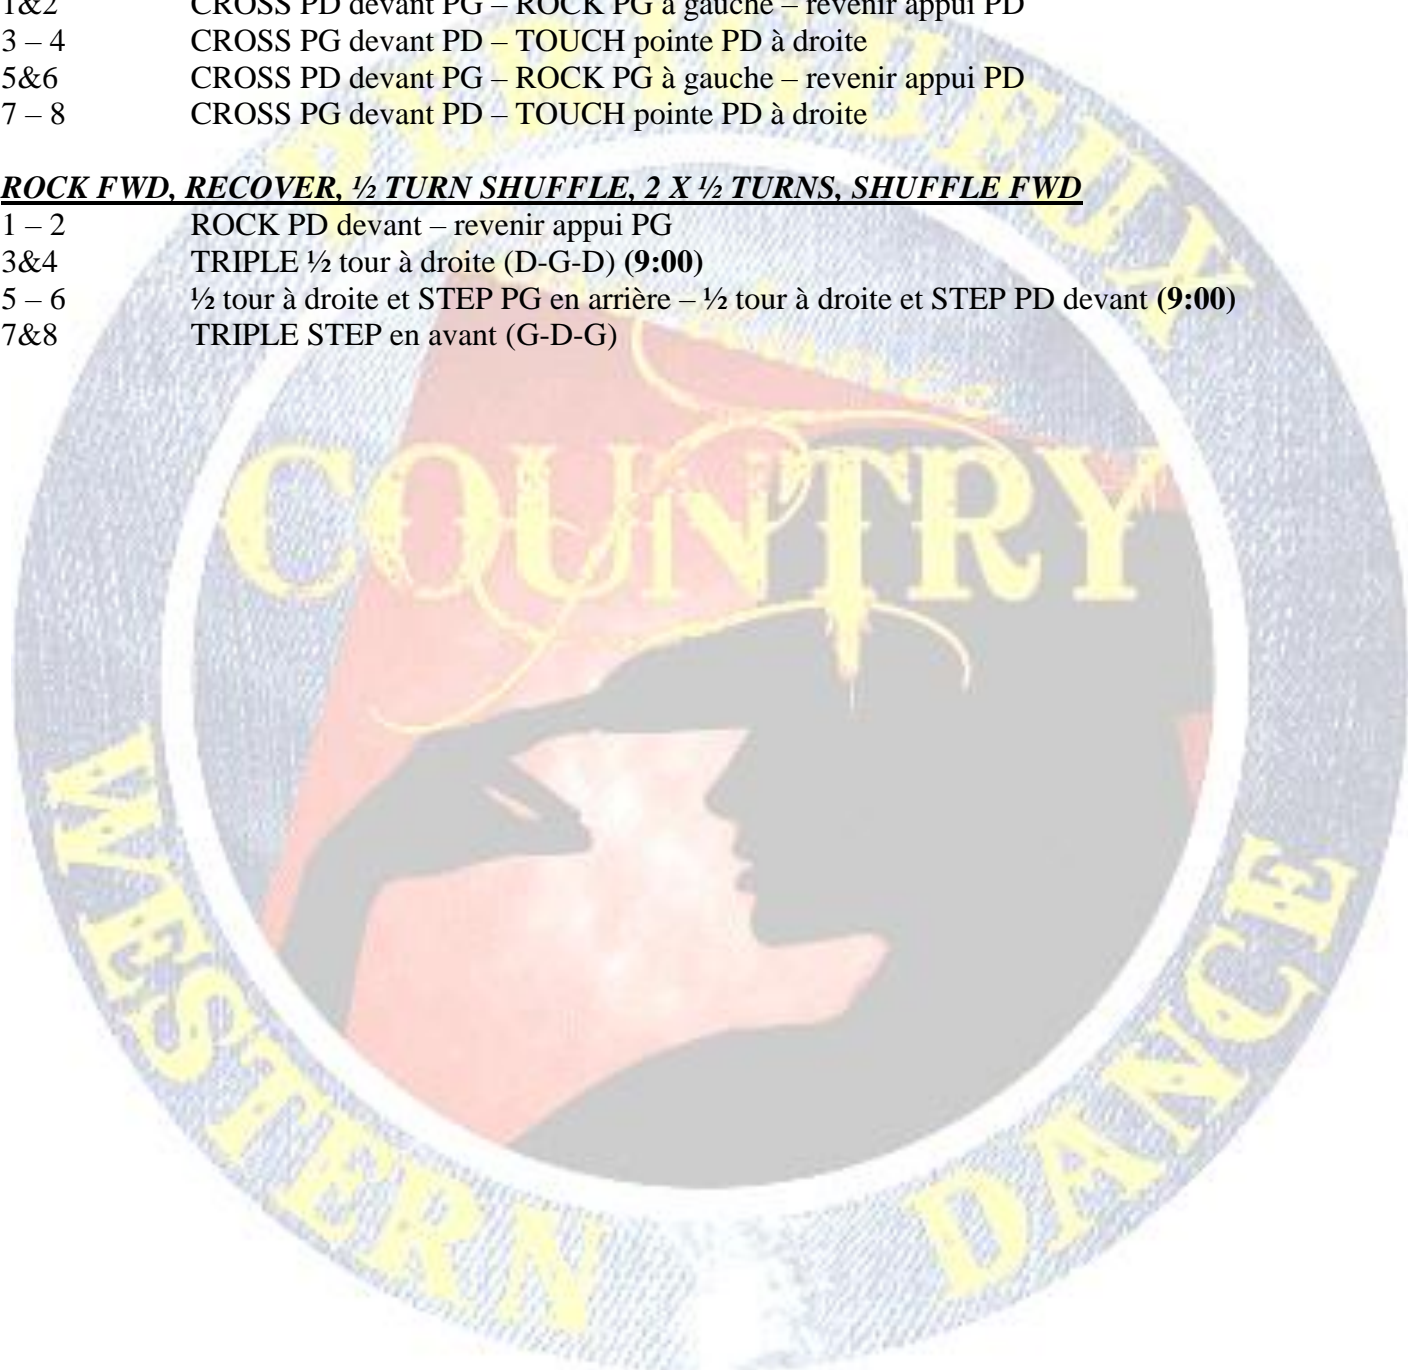 1&2 CROSS PD devant PG – ROCK PG à gauche – revenir appui PD
3 – 4 CROSS PG devant PD – TOUCH pointe PD à droite
5&6 CROSS PD devant PG – ROCK PG à gauche – revenir appui PD
7 – 8 CROSS PG devant PD – TOUCH pointe PD à droite
ROCK FWD, RECOVER, ½ TURN SHUFFLE, 2 X ½ TURNS, SHUFFLE FWD
1 – 2 ROCK PD devant – revenir appui PG
3&4 TRIPLE ½ tour à droite (D-G-D) (9:00)
5 – 6 ½ tour à droite et STEP PG en arrière – ½ tour à droite et STEP PD devant (9:00)
7&8 TRIPLE STEP en avant (G-D-G)
COUNTRY
WESTERN
DANCE